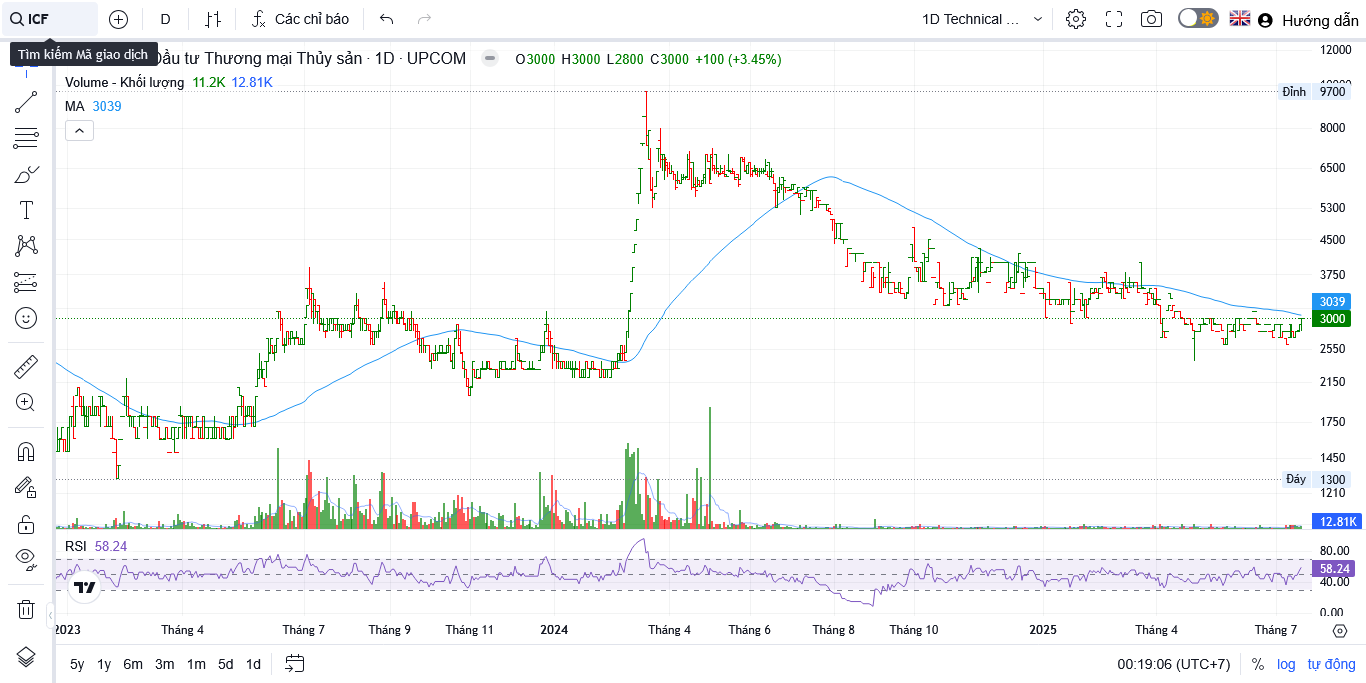 ICF
D
Các chỉ báo
1D Technical ...
Hướng dẫn
Tìm kiếm Mã giao dịch
Đầu tư Thương mại Thủy sản · 1D · UPCOM
O3000 H3000 L2800 C3000 +100 (+3.45%)
Volume - Khối lượng 11.2K 12.81K
MA 3039
12000
Đỉnh 9700
8000
6500
5300
4500
3750
3039
3000
2550
2150
1750
1450
Đáy 1300
1210
12.81K
RSI 58.24
80.00
58.24
40.00
0.00
2023 Tháng 4 Tháng 7 Tháng 9 Tháng 11 2024 Tháng 4 Tháng 6 Tháng 8 Tháng 10 2025 Tháng 4 Tháng 7
5y 1y 6m 3m 1m 5d 1d
00:19:06 (UTC+7) % log tự động